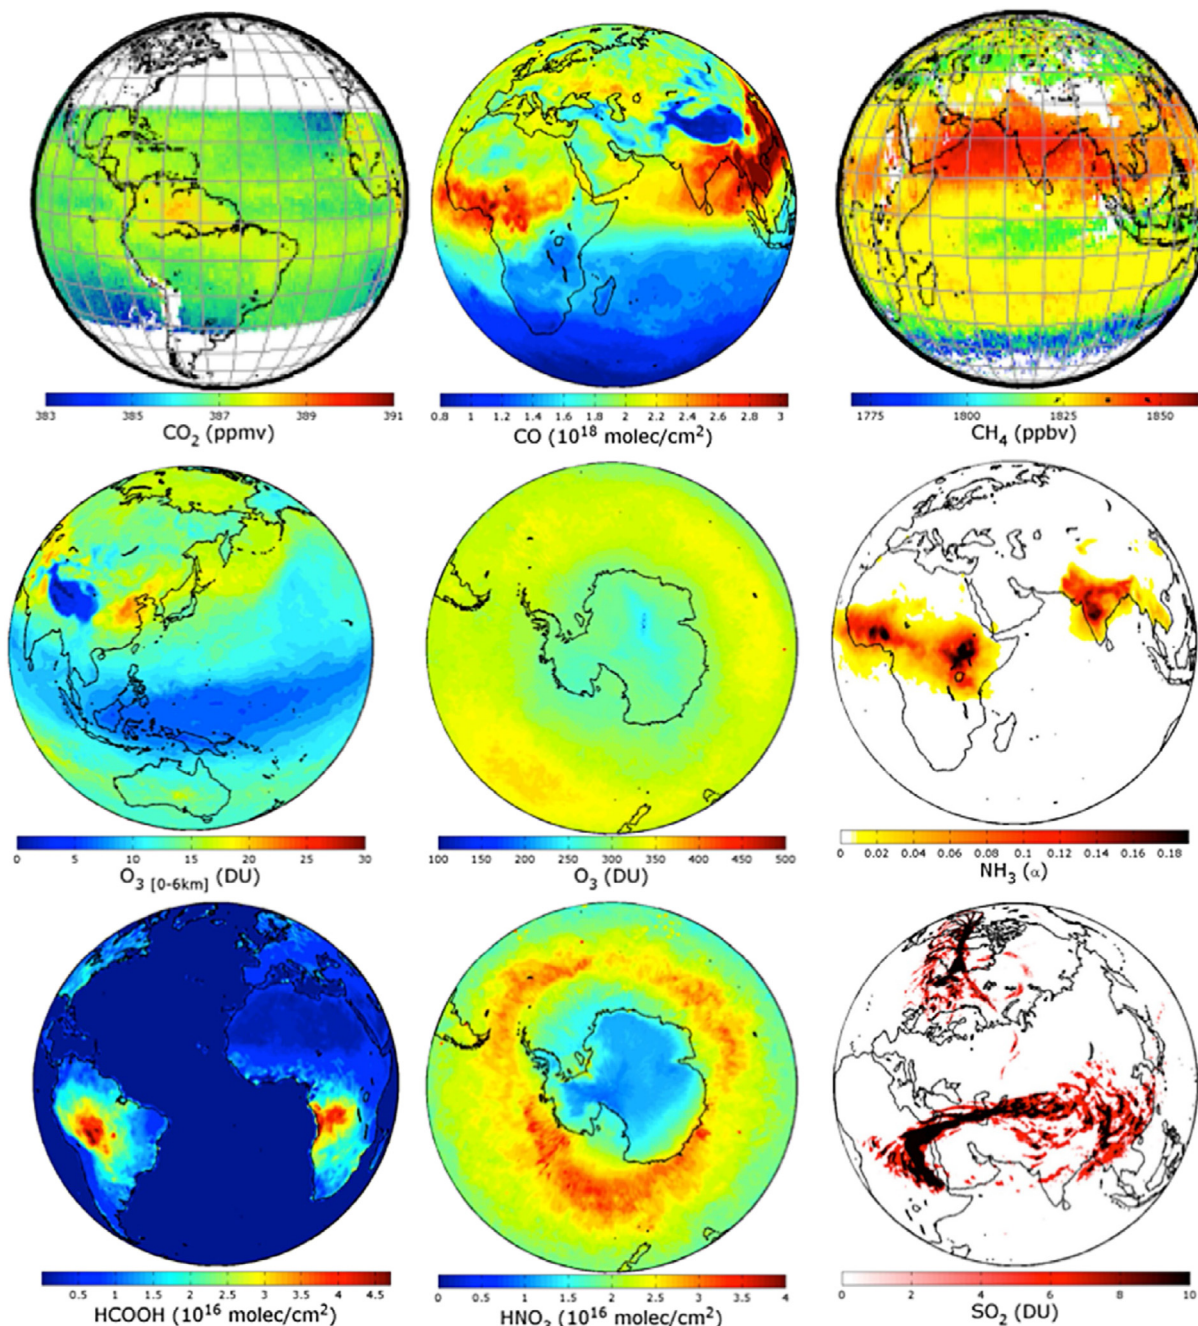 383 385 387 389 391
CO₂ (ppmv)
0.8 1 1.2 1.4 1.6 1.8 2 2.2 2.4 2.6 2.8 3
CO (10¹⁸ molec/cm²)
1775 1800 1825 1850
CH₄ (ppbv)
0 5 10 15 20 25 30
O₃ [0-6km] (DU)
100 150 200 250 300 350 400 450 500
O₃ (DU)
0 0.02 0.04 0.06 0.08 0.1 0.12 0.14 0.16 0.18
NH₃ (α)
0.5 1 1.5 2 2.5 3 3.5 4 4.5
HCOOH (10¹⁶ molec/cm²)
0 0.5 1 1.5 2 2.5 3 3.5 4
HNO₃ (10¹⁶ molec/cm²)
0 2 4 6 8 10
SO₂ (DU)